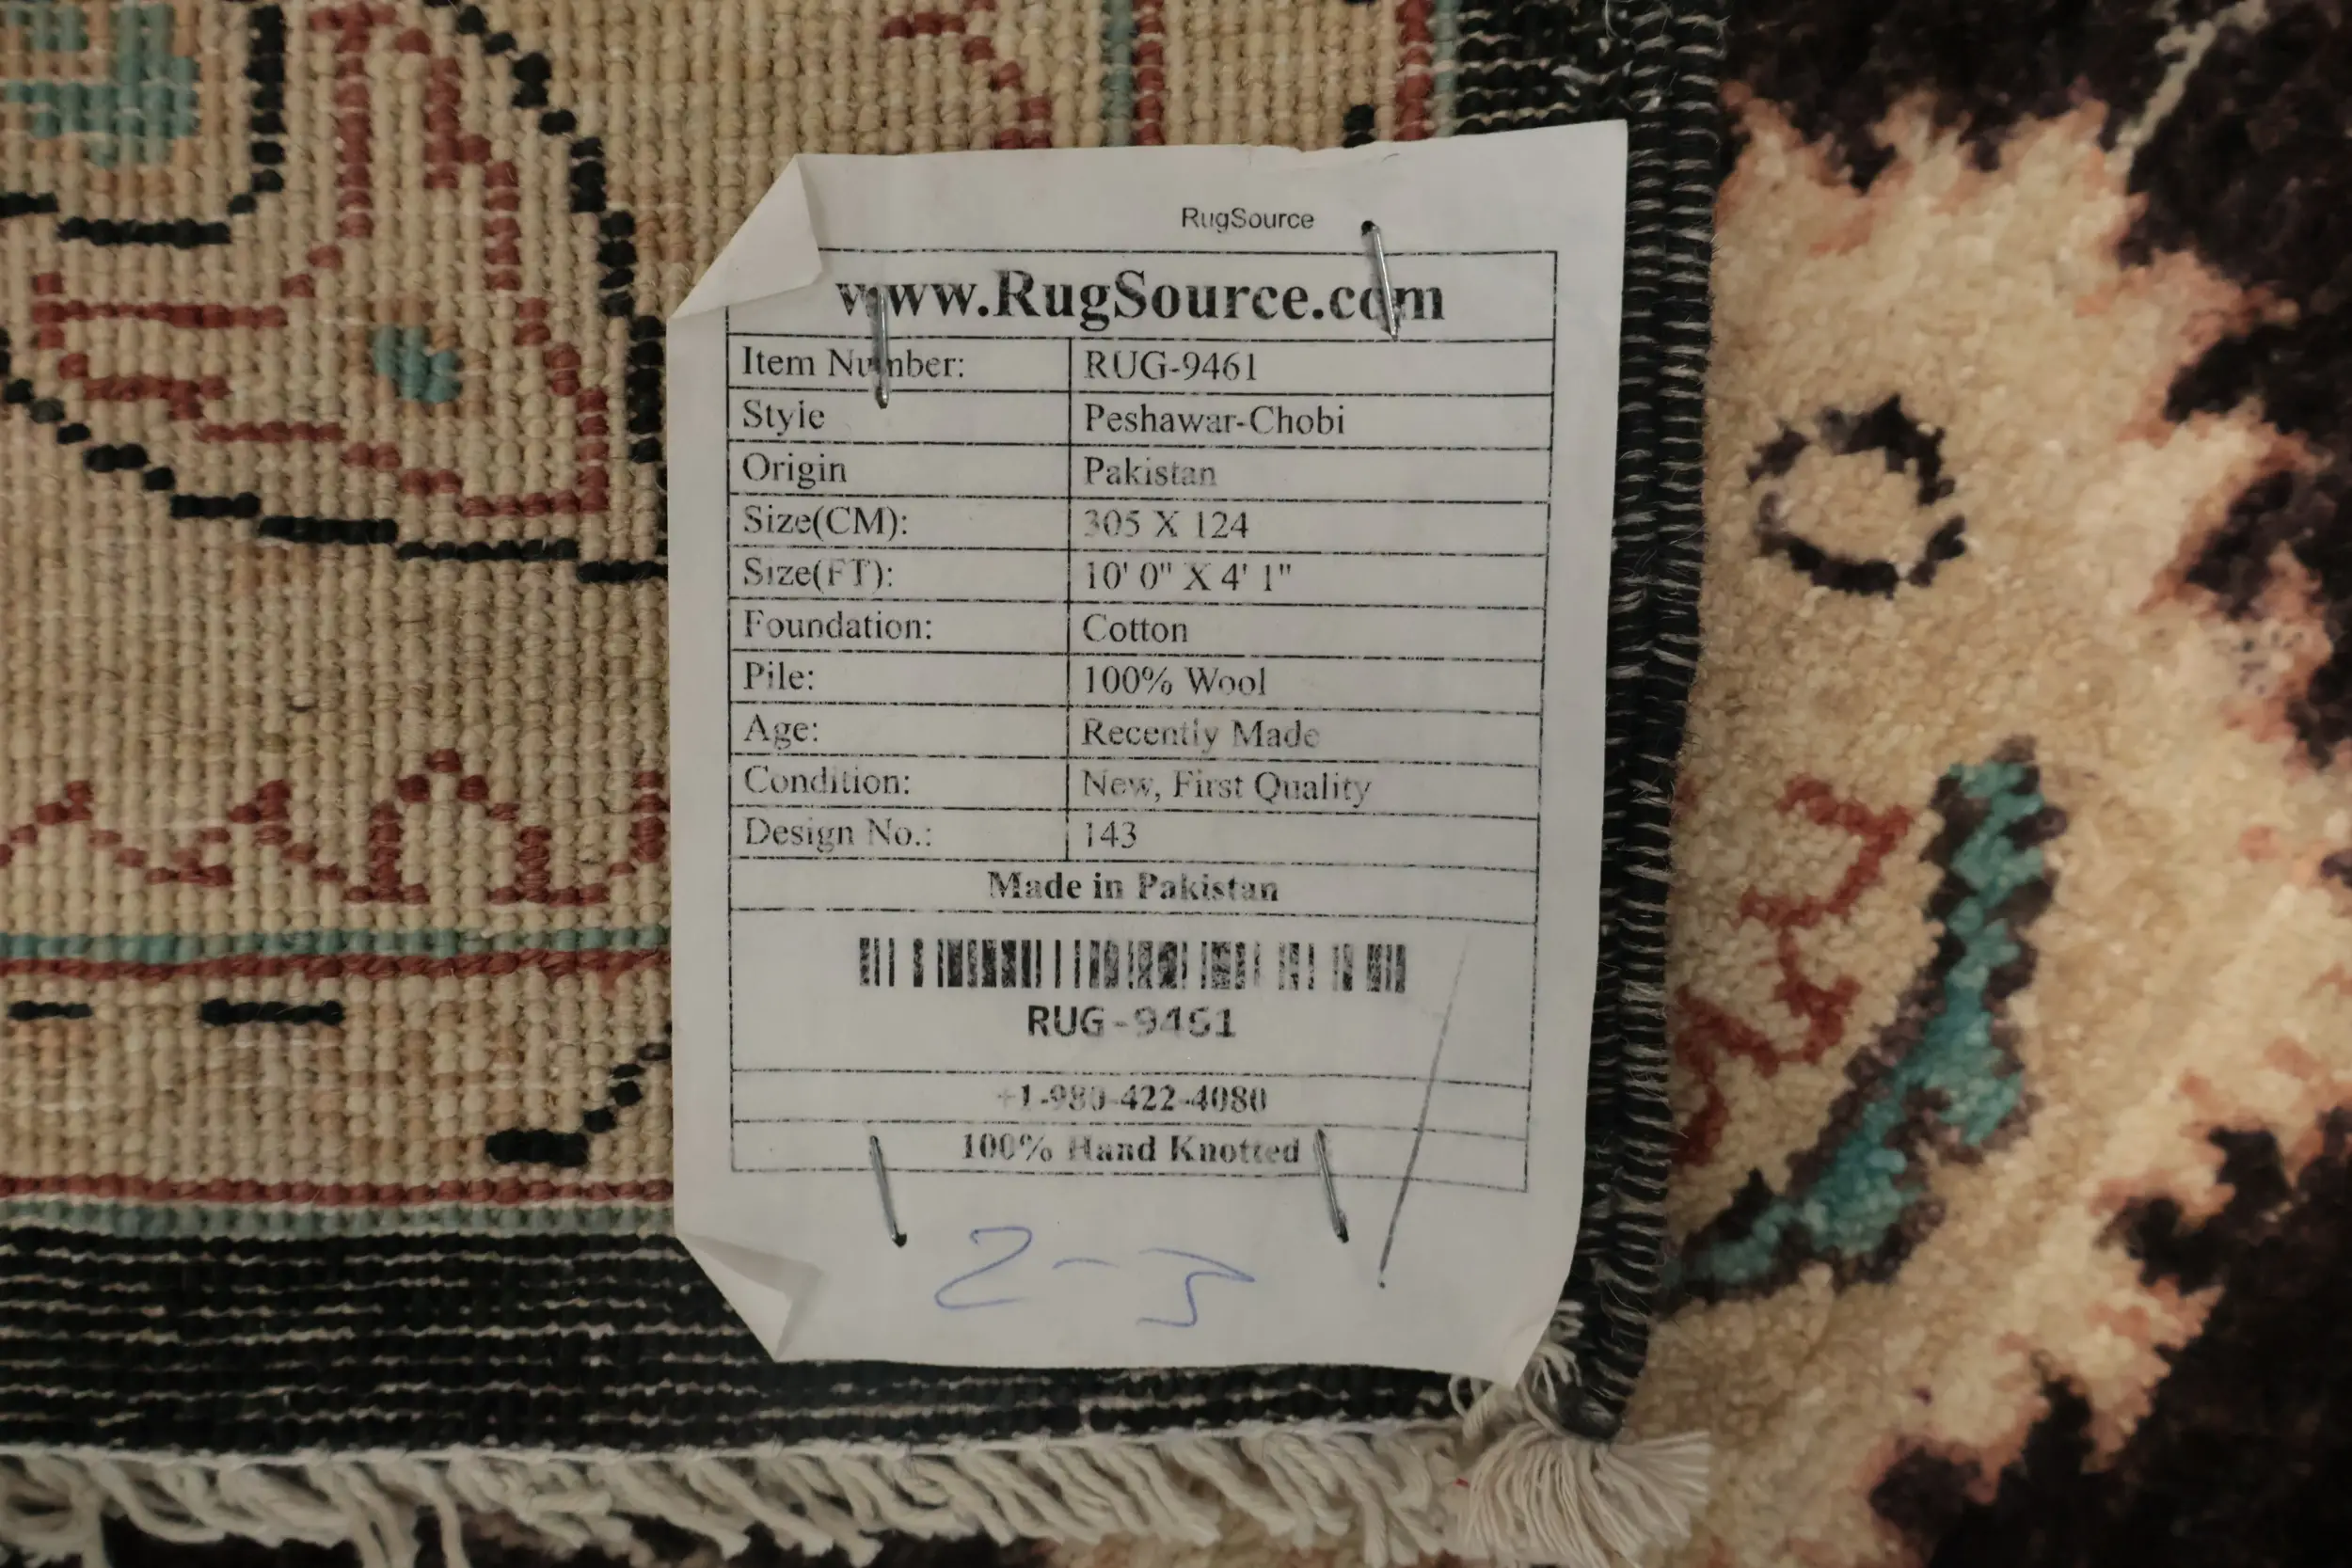 RugSource
www.RugSource.com
Item Number: RUG-9461
Style Peshawar-Chobi
Origin Pakistan
Size(CM): 305 X 124
Size(FT): 10' 0" X 4' 1"
Foundation: Cotton
Pile: 100% Wool
Age: Recently Made
Condition: New, First Quality
Design No.: 143
Made in Pakistan
RUG-9461
+1-980-422-4080
100% Hand Knotted
2-3